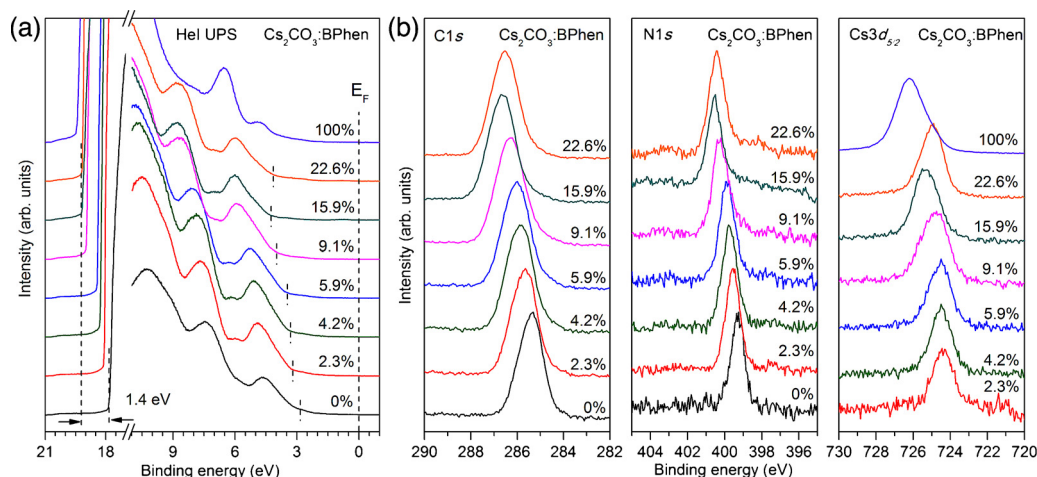 (a)
HeI UPS
Cs2CO3:BPhen
EF
100%
22.6%
15.9%
9.1%
5.9%
4.2%
2.3%
0%
1.4 eV
Intensity (arb. units)
21 18 9 6 3 0
Binding energy (eV)
(b)
C1s Cs2CO3:BPhen
22.6%
15.9%
9.1%
5.9%
4.2%
2.3%
0%
Intensity (arb. units)
290 288 286 284 282
N1s Cs2CO3:BPhen
22.6%
15.9%
9.1%
5.9%
4.2%
2.3%
0%
406 404 402 400 398 396
Binding energy (eV)
Cs3d5-2 Cs2CO3:BPhen
100%
22.6%
15.9%
9.1%
5.9%
4.2%
2.3%
730 728 726 724 722 720